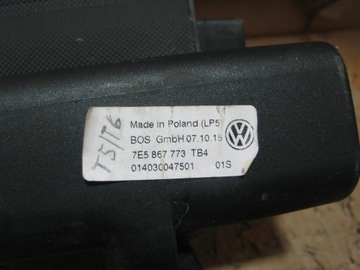 T5/T6
Made in Poland (LP5)
BOS GmbH 07.10.15
7E5 867 773 TB4
014030047501 01S